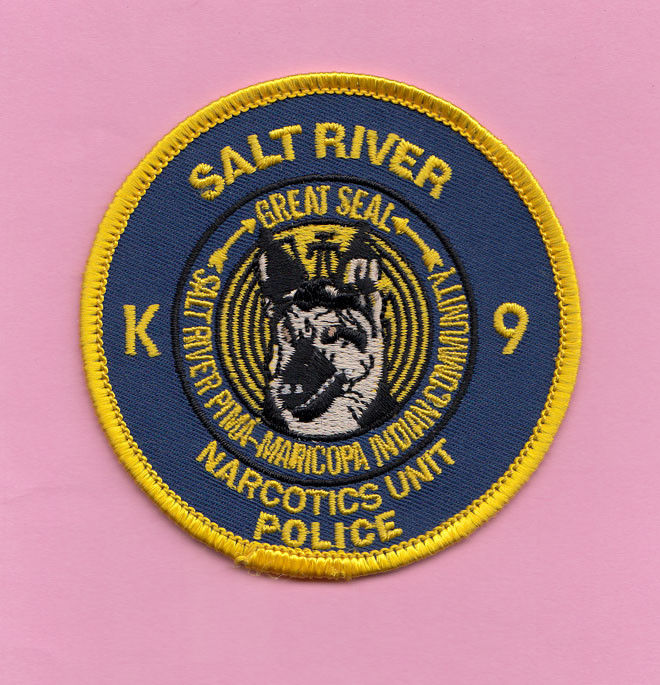 SALT RIVER
GREAT SEAL
K 9
SALT RIVER PIMA-MARICOPA INDIAN COMMUNITY
NARCOTICS UNIT
POLICE